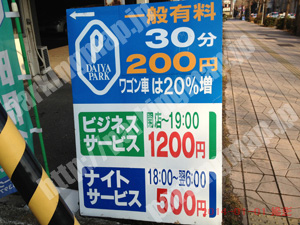 一般有料
DAIYA PARK
30分
200円
ワゴン車は20%増
ビジネスサービス
開店~19:00
1200円
ナイトサービス
18:00~翌6:00
500円